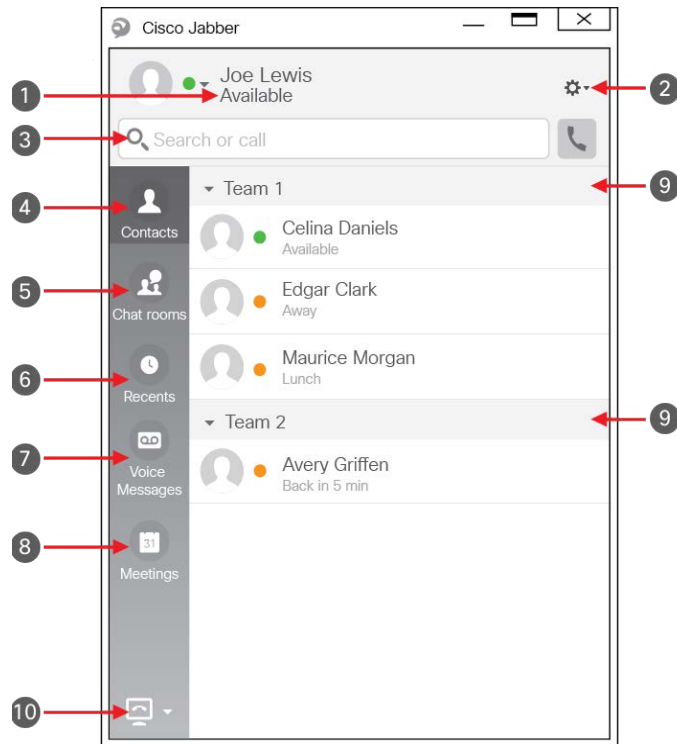 Cisco Jabber
Joe Lewis
1
Available
2
3
Search or call
Team 1
9
4
Contacts
Celina Daniels
Available
5
Chat rooms
Edgar Clark
Away
6
Recents
Maurice Morgan
Lunch
Team 2
9
7
Voice
Messages
Avery Griffen
Back in 5 min
8
31
Meetings
10